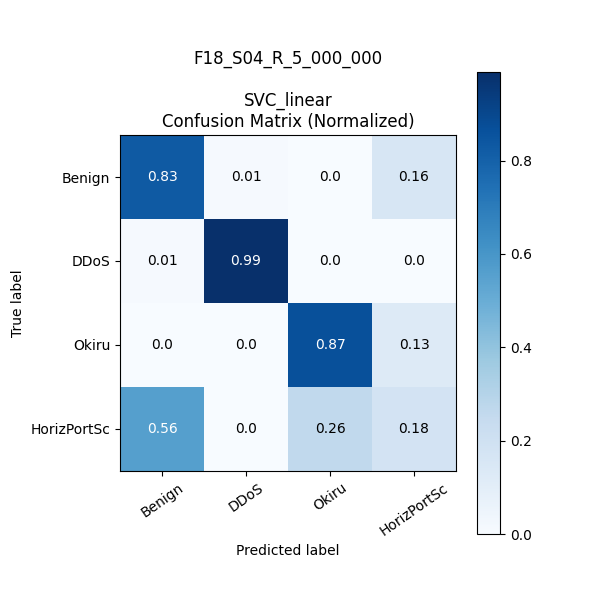 F18_S04_R_5_000_000
SVC_linear
Confusion Matrix (Normalized)
Benign 0.83 0.01 0.0 0.16
DDoS 0.01 0.99 0.0 0.0
Okiru 0.0 0.0 0.87 0.13
HorizPortSc 0.56 0.0 0.26 0.18
Benign DDoS Okiru HorizPortSc
True label
Predicted label
0.8
0.6
0.4
0.2
0.0